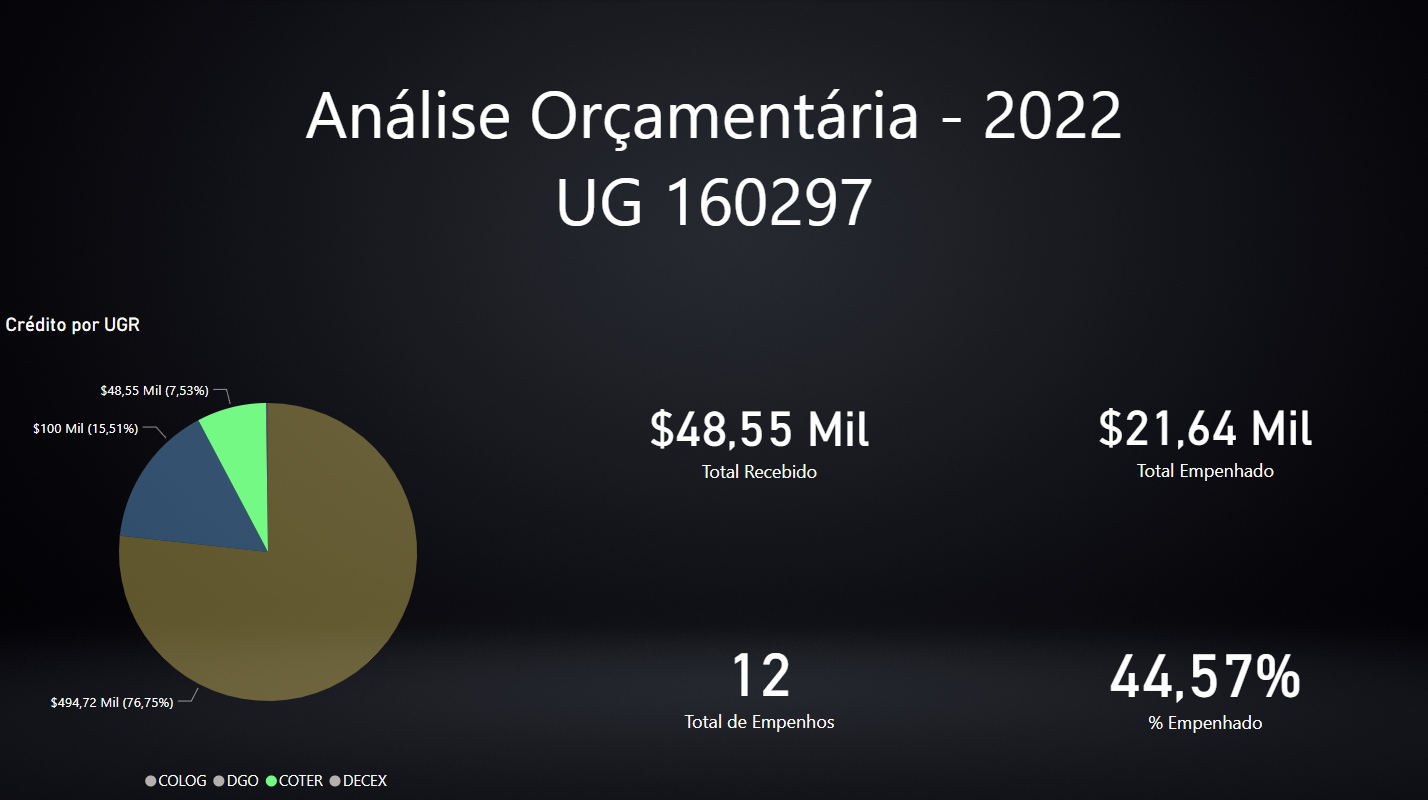 Análise Orçamentária - 2022
UG 160297
Crédito por UGR
$48,55 Mil (7,53%)
$100 Mil (15,51%)
$494,72 Mil (76,75%)
COLOG DGO COTER DECEX
$48,55 Mil
Total Recebido
$21,64 Mil
Total Empenhado
12
Total de Empenhos
44,57%
% Empenhado